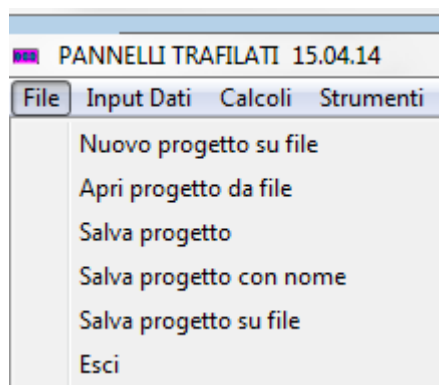 PANNELLI TRAFILATI 15.04.14
File Input Dati Calcoli Strumenti
Nuovo progetto su file
Apri progetto da file
Salva progetto
Salva progetto con nome
Salva progetto su file
Esci